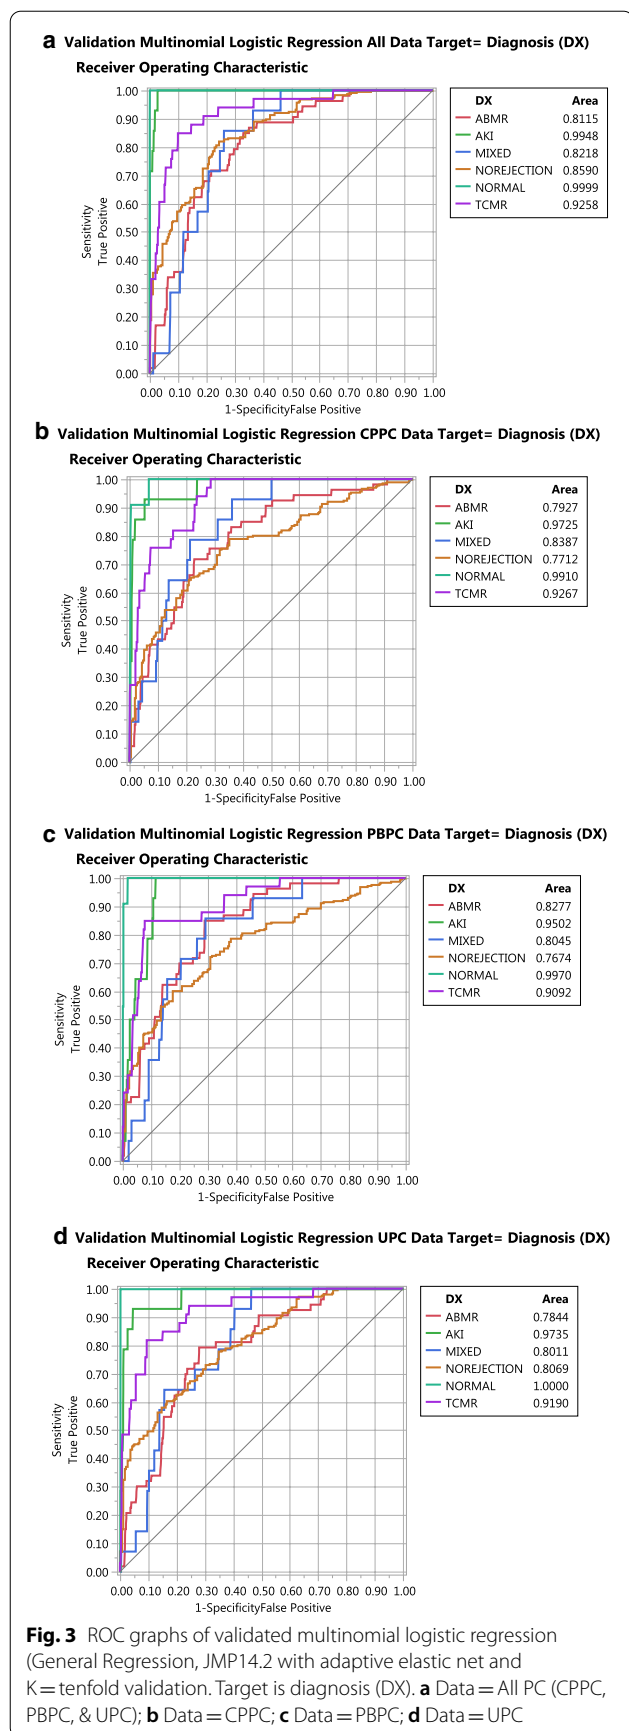 a Validation Multinomial Logistic Regression All Data Target= Diagnosis (DX)
Receiver Operating Characteristic
1.00
0.90
0.80
0.70
0.60
0.50
0.40
0.30
0.20
0.10
0.00
Sensitivity
True Positive
0.00 0.10 0.20 0.30 0.40 0.50 0.60 0.70 0.80 0.90 1.00
1-SpecificityFalse Positive
DX Area
ABMR 0.8115
AKI 0.9948
MIXED 0.8218
NOREJECTION 0.8590
NORMAL 0.9999
TCMR 0.9258
b Validation Multinomial Logistic Regression CPPC Data Target= Diagnosis (DX)
Receiver Operating Characteristic
1.00
0.90
0.80
0.70
0.60
0.50
0.40
0.30
0.20
0.10
0.00
Sensitivity
True Positive
0.00 0.10 0.20 0.30 0.40 0.50 0.60 0.70 0.80 0.90 1.00
1-SpecificityFalse Positive
DX Area
ABMR 0.7927
AKI 0.9725
MIXED 0.8387
NOREJECTION 0.7712
NORMAL 0.9910
TCMR 0.9267
c Validation Multinomial Logistic Regression PBPC Data Target= Diagnosis (DX)
Receiver Operating Characteristic
1.00
0.90
0.80
0.70
0.60
0.50
0.40
0.30
0.20
0.10
0.00
Sensitivity
True Positive
0.00 0.10 0.20 0.30 0.40 0.50 0.60 0.70 0.80 0.90 1.00
1-SpecificityFalse Positive
DX Area
ABMR 0.8277
AKI 0.9502
MIXED 0.8045
NOREJECTION 0.7674
NORMAL 0.9970
TCMR 0.9092
d Validation Multinomial Logistic Regression UPC Data Target= Diagnosis (DX)
Receiver Operating Characteristic
1.00
0.90
0.80
0.70
0.60
0.50
0.40
0.30
0.20
0.10
0.00
Sensitivity
True Positive
0.00 0.10 0.20 0.30 0.40 0.50 0.60 0.70 0.80 0.90 1.00
1-SpecificityFalse Positive
DX Area
ABMR 0.7844
AKI 0.9735
MIXED 0.8011
NOREJECTION 0.8069
NORMAL 1.0000
TCMR 0.9190
Fig. 3 ROC graphs of validated multinomial logistic regression
(General Regression, JMP14.2 with adaptive elastic net and
K = tenfold validation. Target is diagnosis (DX). a Data = All PC (CPPC,
PBPC, & UPC); b Data = CPPC; c Data = PBPC; d Data = UPC